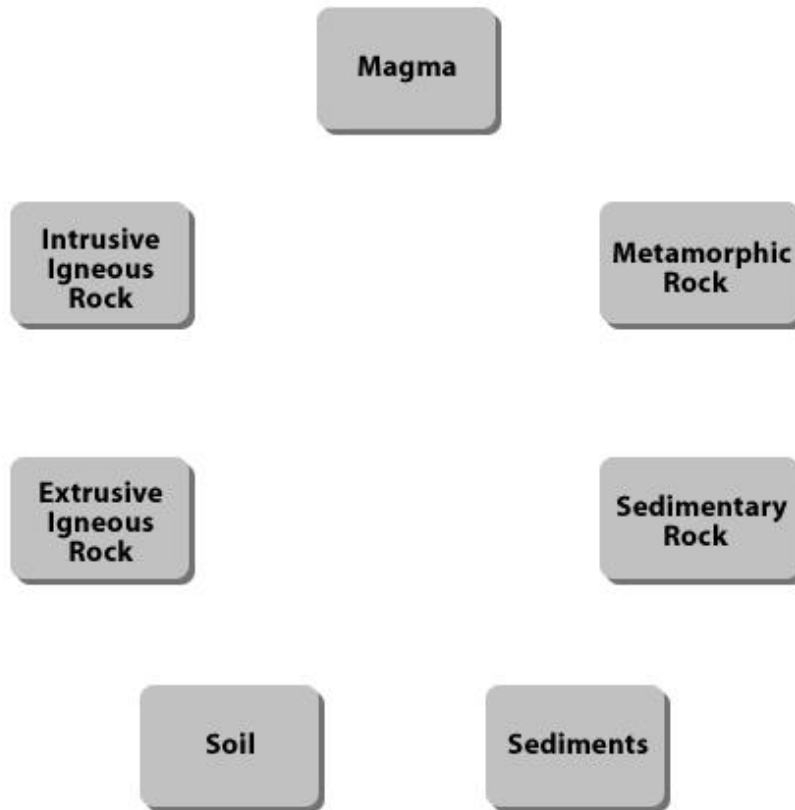 Magma
Intrusive
Igneous
Rock
Metamorphic
Rock
Extrusive
Igneous
Rock
Sedimentary
Rock
Soil
Sediments